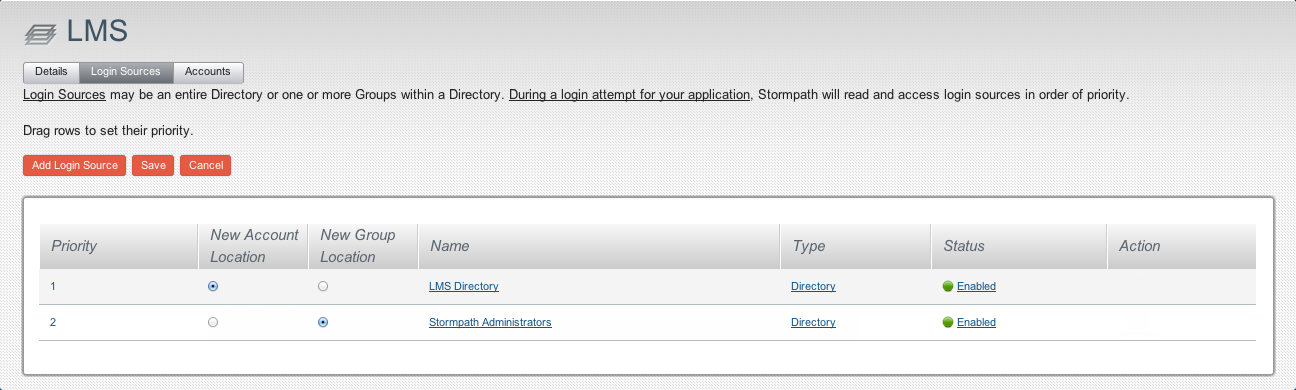 LMS
Details Login Sources Accounts
Login Sources may be an entire Directory or one or more Groups within a Directory. During a login attempt for your application, Stormpath will read and access login sources in order of priority.
Drag rows to set their priority.
Add Login Source Save Cancel
Priority New Account Location New Group Location Name Type Status Action
1 LMS Directory Directory Enabled
2 Stormpath Administrators Directory Enabled